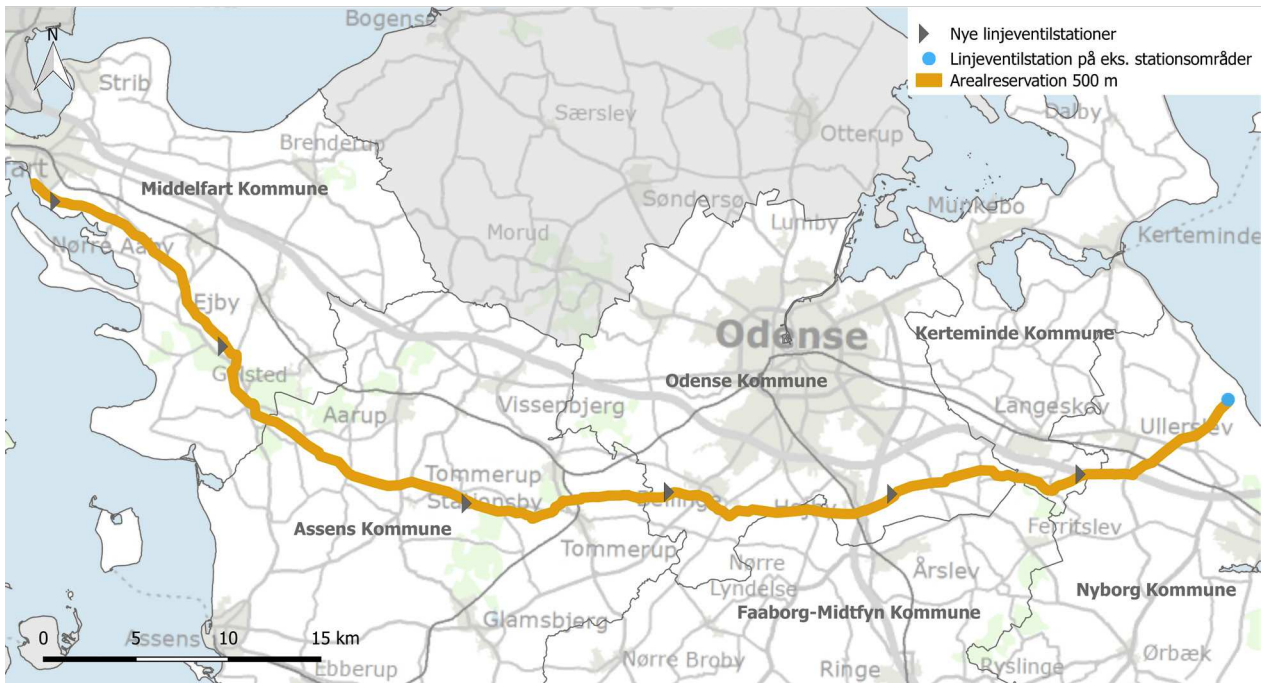 Bogense
N
Nye linjeventilstationer
Linjeventilstation på eks. stationsområder
Arealreservation 500 m
Strib
Særslev
Dalby
Otterup
Brenderup
art
Middelfart Kommune
Søndersø
Munkebo
Lumby
Morud
Kerteminde
Nørre Aaby
Ejby
Odense
Kerteminde Kommune
Gelsted
Odense Kommune
Aarup
Vissenbjerg
Langeskov
Ullerslev
Tommerup
Stationsby
Bellinge
Højby
Assens Kommune
Ferritslev
Tommerup
Nørre
Lyndelse
Årslev
Nyborg Kommune
Faaborg-Midtfyn Kommune
Glamsbjerg
0 5 10 15 km
Assens
Ebberup
Nørre Broby
Ringe
Ryslinge
Ørbæk